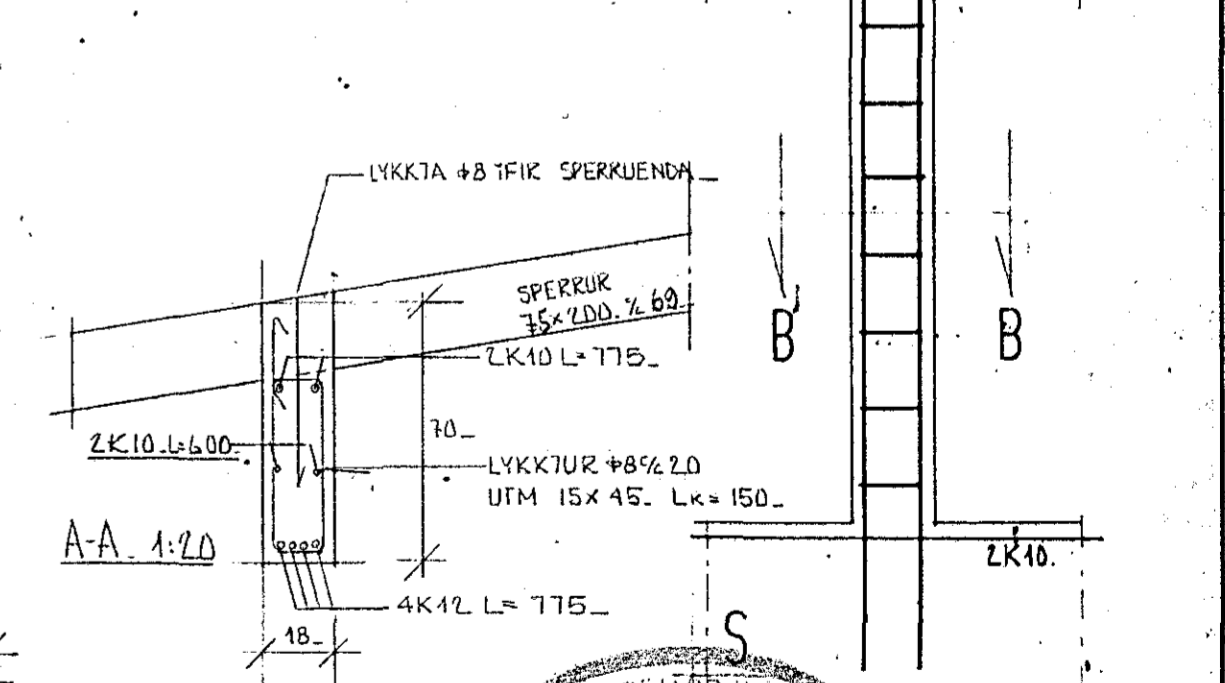 LYKKJA ϕ8 YFIR SPERRUENDA
SPERRUR
75×200. % 69
2K10 L= 775
2K10 L=600
70
LYKKJUR ϕ8 % 20
UTM 15×45 LK= 150
A-A 1:20
4K12 L= 775
18
B
B
2K10.
S